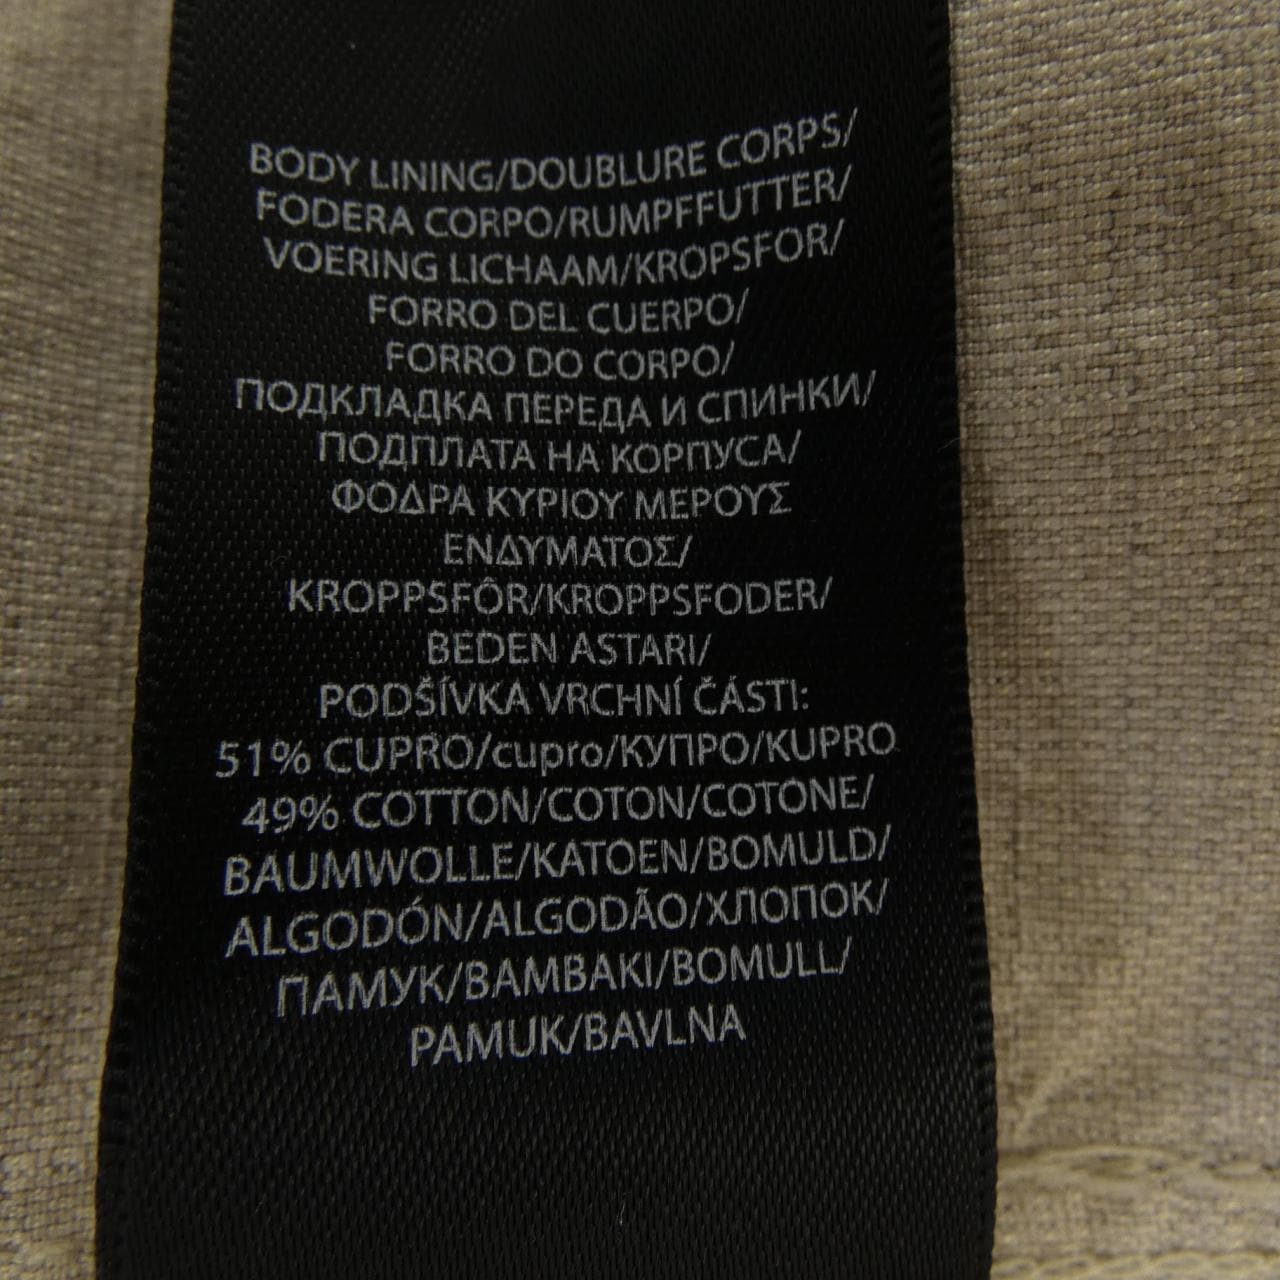 BODY LINING/DOUBLURE CORPS/
FODERA CORPO/RUMPFFUTTER/
VOERING LICHAAM/KROPSFOR/
FORRO DEL CUERPO/
FORRO DO CORPO/
ПОДКЛАДКА ПЕРЕДА И СПИНКИ/
ПОДПЛАТА НА КОРПУСА/
ΦΟΔΡΑ ΚΥΡΙΟΥ ΜΕΡΟΥΣ
ΕΝΔΥΜΑΤΟΣ/
KROPPSFÔR/KROPPSFODER/
BEDEN ASTARI/
PODŠÍVKA VRCHNÍ ČÁSTI:
51% CUPRO/cupro/КУПРО/KUPRO
49% COTTON/COTON/COTONE/
BAUMWOLLE/KATOEN/BOMULD/
ALGODÓN/ALGODÃO/ХЛОПОК/
ПАМУК/ΒΑΜΒΑΚΙ/BOMULL/
PAMUK/BAVLNA